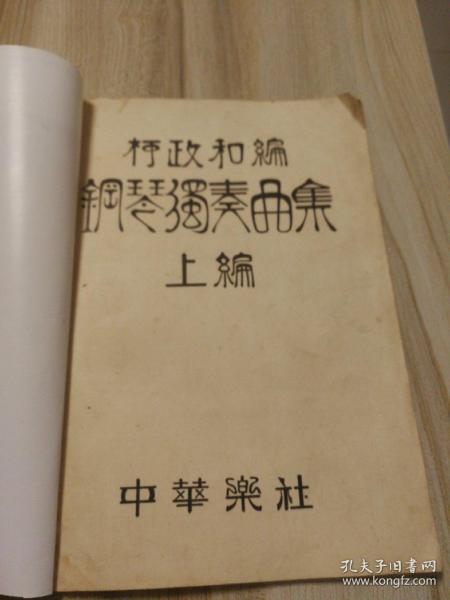 柯政和編
鋼琴獨奏曲集
上編
中華樂社
孔夫子旧书网
www.kongfz.com